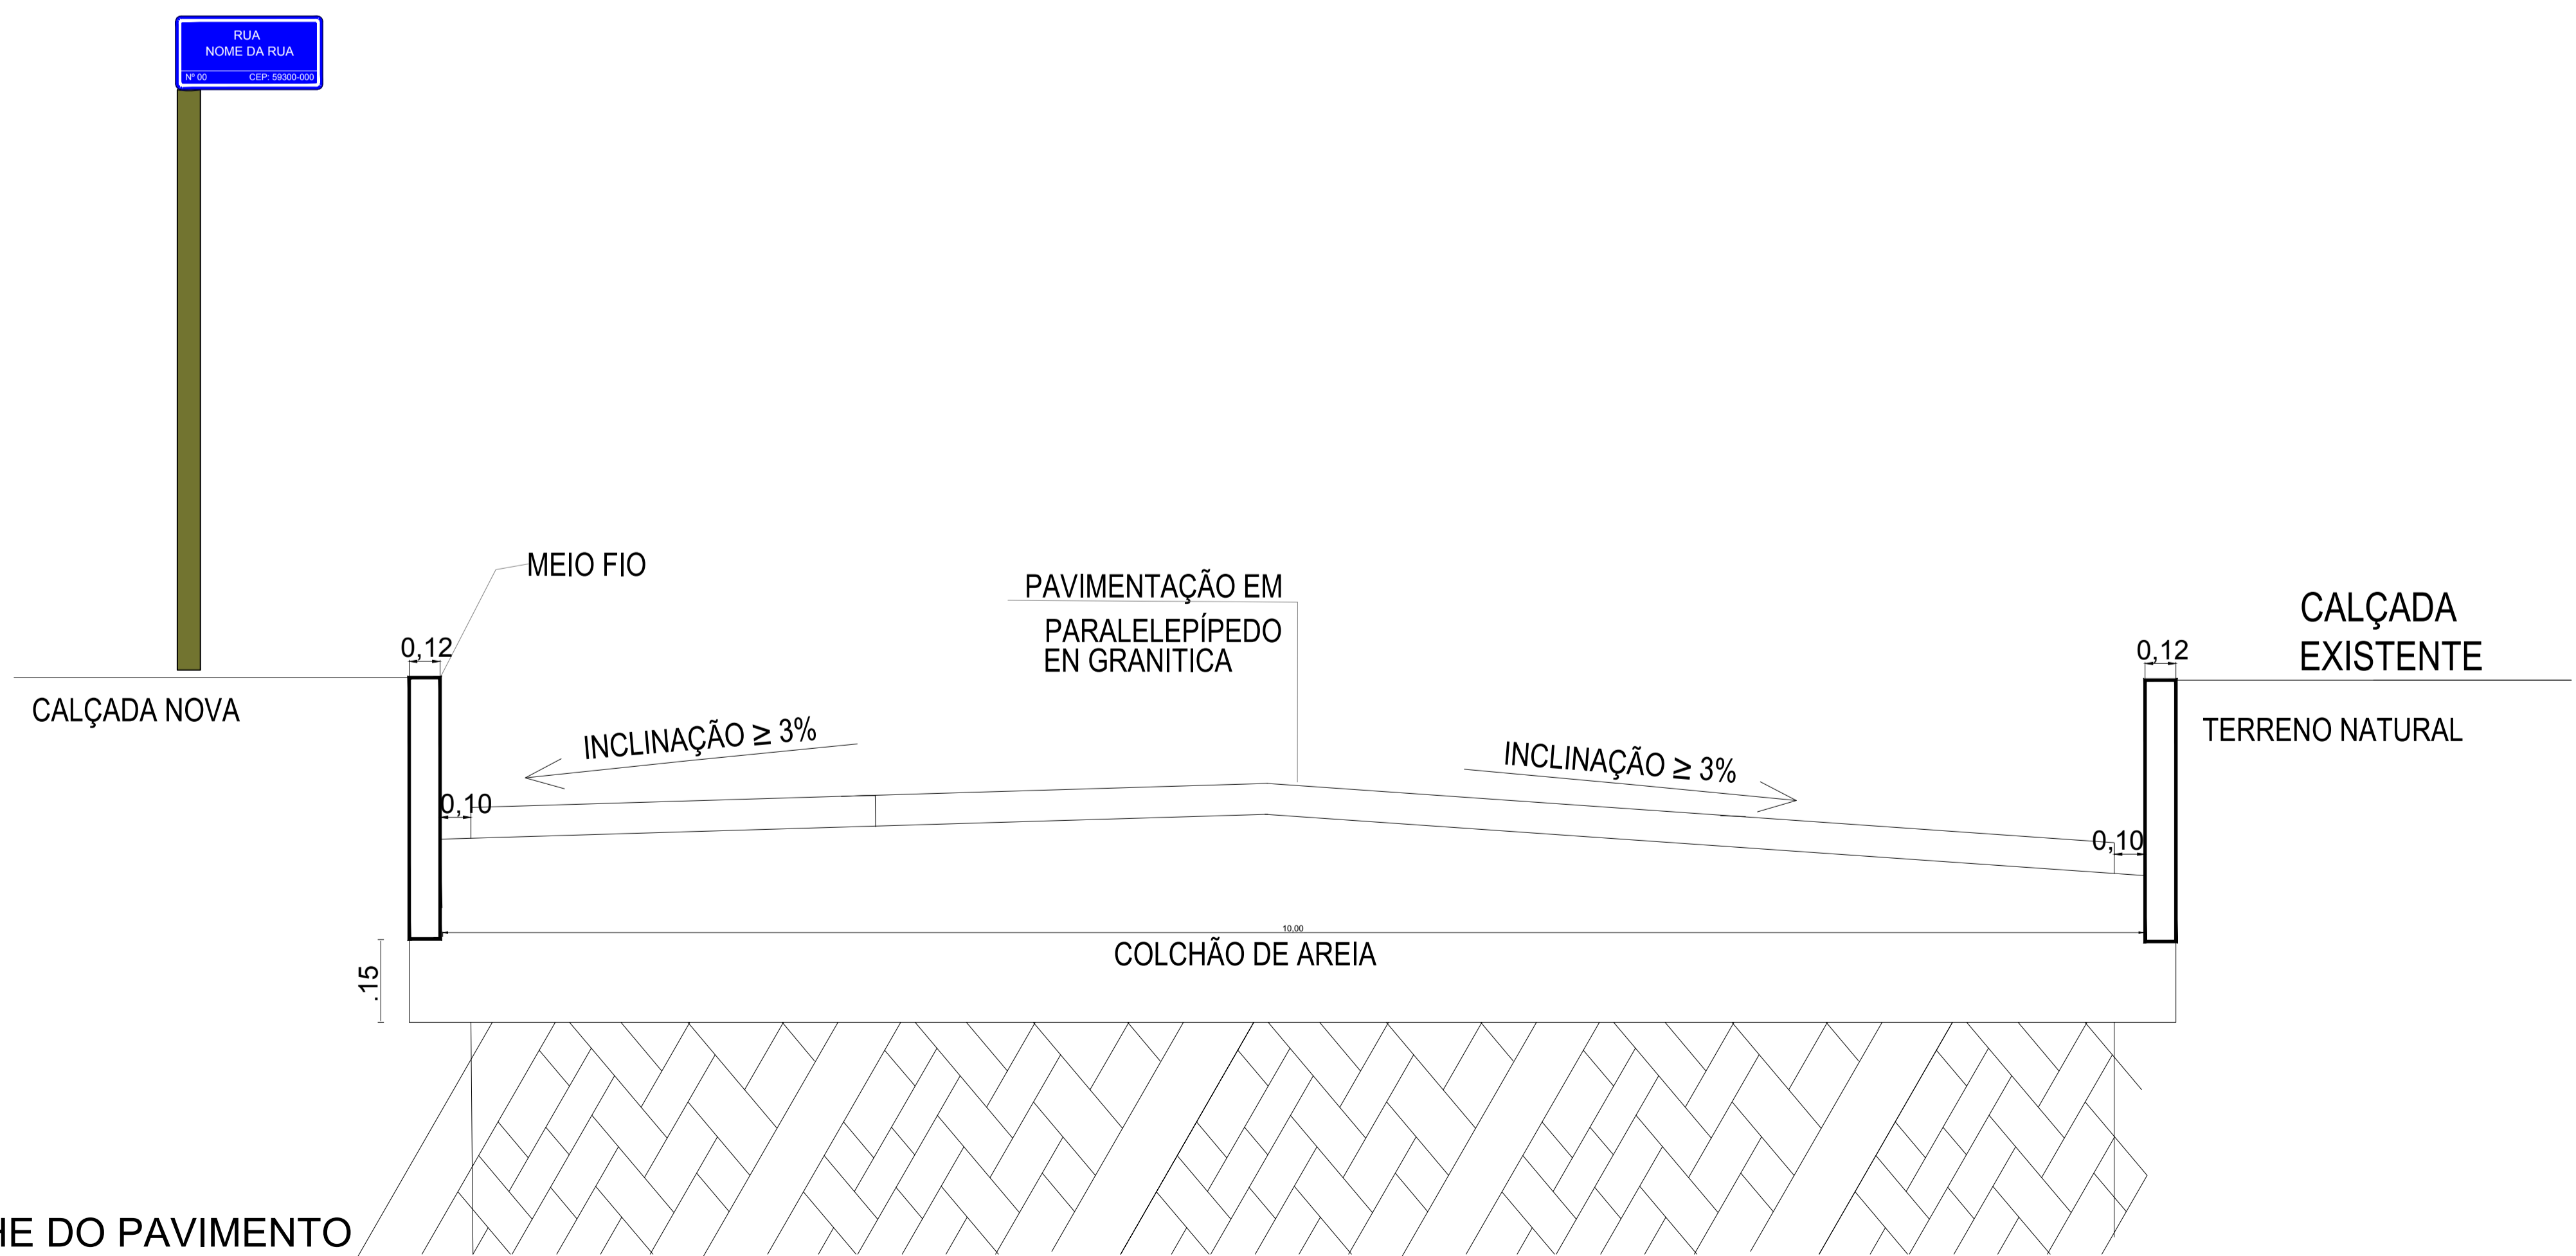 RUA
NOME DA RUA
Nº 00 CEP: 59300-000
MEIO FIO
PAVIMENTAÇÃO EM
PARALELEPÍPEDO
EN GRANITICA
CALÇADA
EXISTENTE
0,12
0,12
CALÇADA NOVA
TERRENO NATURAL
INCLINAÇÃO ≥ 3%
INCLINAÇÃO ≥ 3%
0,10
0,10
10,00
COLCHÃO DE AREIA
.15
HE DO PAVIMENTO